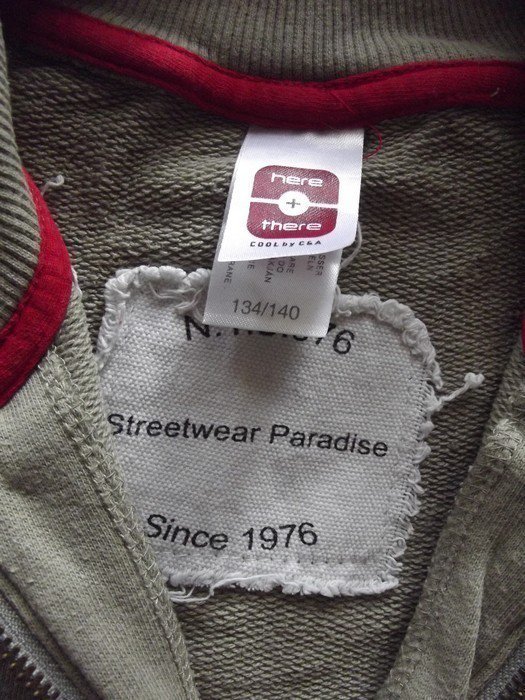 here
+
there
COOL by C&A
134/140
Streetwear Paradise
Since 1976